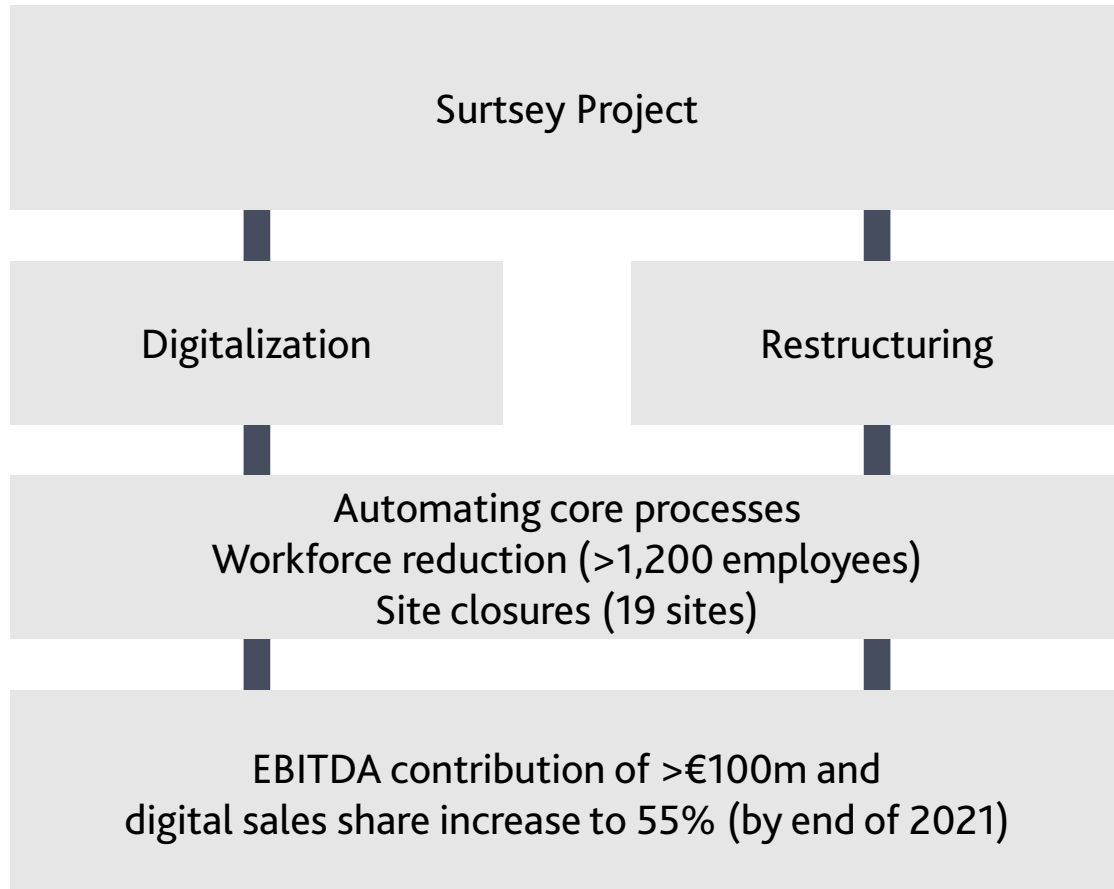 Surtsey Project
Digitalization
Restructuring
Automating core processes
Workforce reduction (>1,200 employees)
Site closures (19 sites)
EBITDA contribution of >€100m and
digital sales share increase to 55% (by end of 2021)